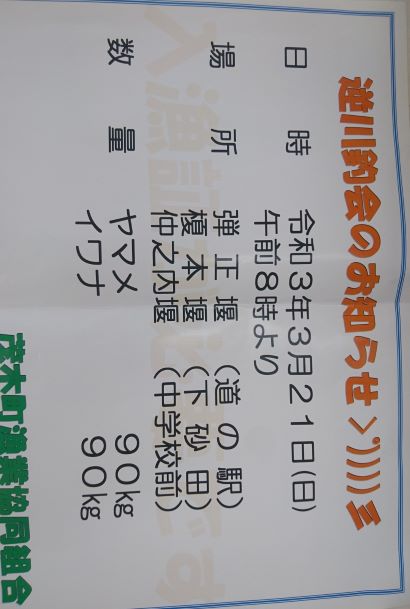 逆川釣会のお知らせ >゜))))彡
日 時 令和3年3月21日(日)
午前8時より
場 所 弾正堰(道の駅)
榎本堰(下砂田)
仲之内堰(中学校前)
数 量 ヤマメ 90kg
イワナ 90kg
茂木町漁業協同組合